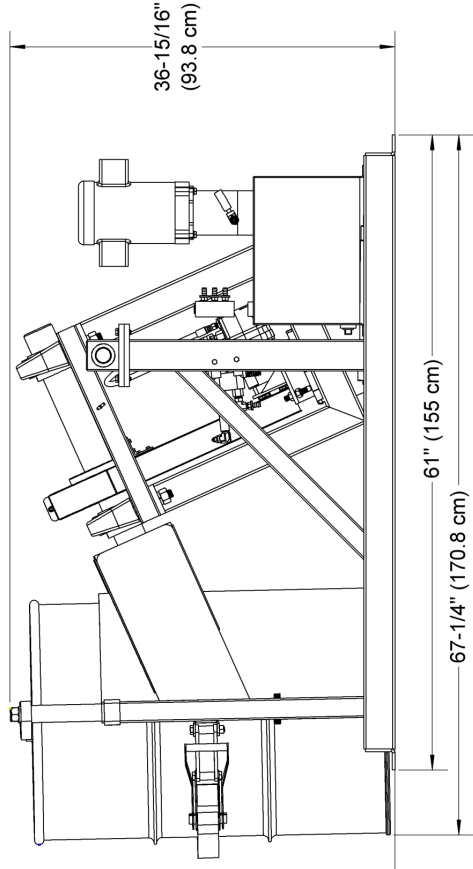 36-15/16"
(93.8 cm)
61" (155 cm)
67-1/4" (170.8 cm)